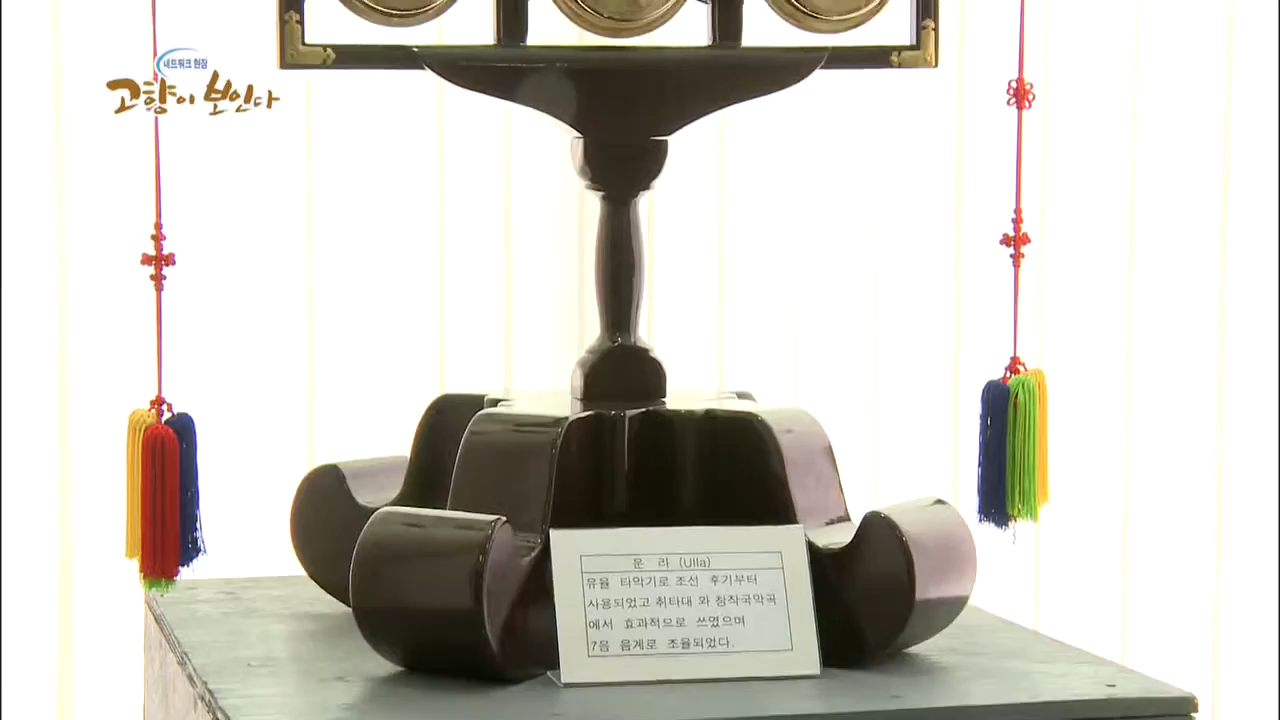 네트워크 현장
고향이 보인다
운 라 (Ulla)
유율 타악기로 조선 후기부터
사용되었고 취타대 와 창작국악곡
에서 효과적으로 쓰였으며
7음 음계로 조율되었다.